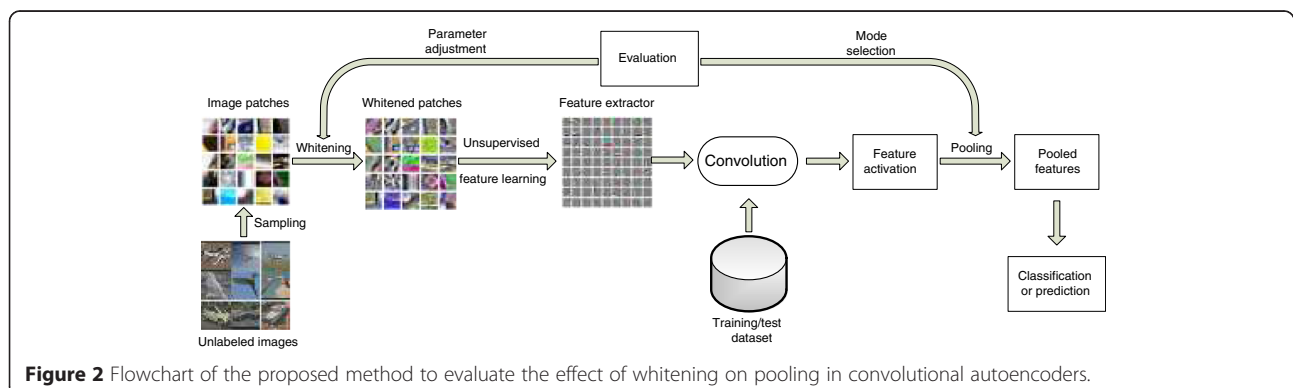 Parameter
adjustment
Evaluation
Mode
selection
Image patches
Whitening
Whitened patches
Unsupervised
feature learning
Feature extractor
Convolution
Feature
activation
Pooling
Pooled
features
Sampling
Unlabeled images
Training/test
dataset
Classification
or prediction
Figure 2 Flowchart of the proposed method to evaluate the effect of whitening on pooling in convolutional autoencoders.